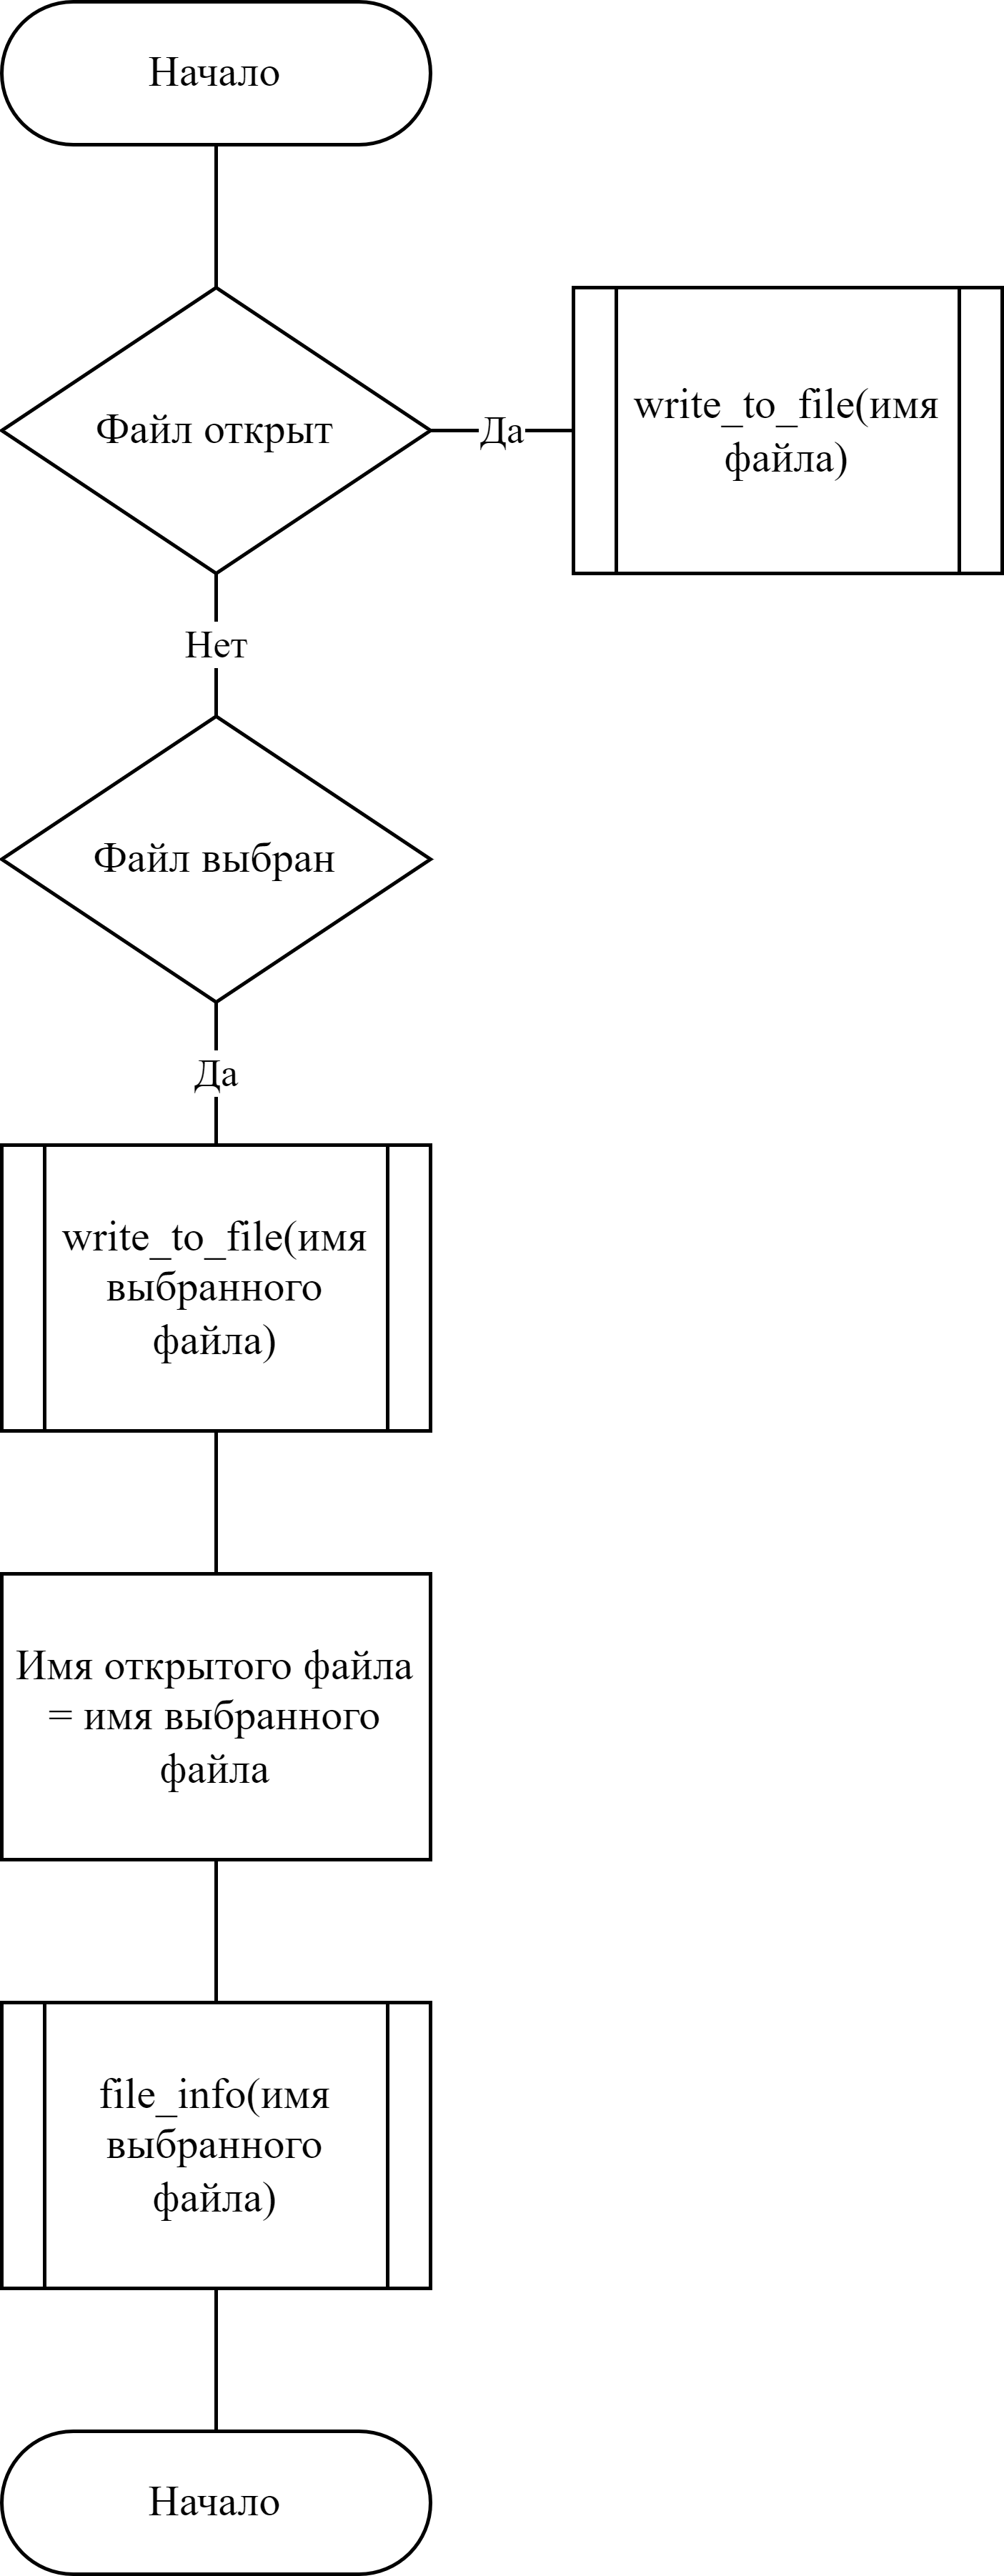 Начало
Файл открыт
Да
write_to_file(имя
файла)
Нет
Файл выбран
Да
write_to_file(имя
выбранного
файла)
Имя открытого файла
= имя выбранного
файла
file_info(имя
выбранного
файла)
Начало